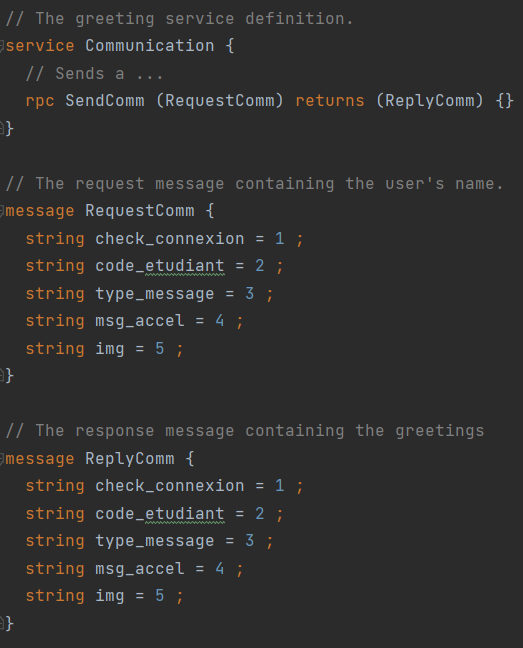 // The greeting service definition.
service Communication {
  // Sends a ...
  rpc SendComm (RequestComm) returns (ReplyComm) {}
}

// The request message containing the user's name.
message RequestComm {
  string check_connexion = 1 ;
  string code_etudiant = 2 ;
  string type_message = 3 ;
  string msg_accel = 4 ;
  string img = 5 ;
}

// The response message containing the greetings
message ReplyComm {
  string check_connexion = 1 ;
  string code_etudiant = 2 ;
  string type_message = 3 ;
  string msg_accel = 4 ;
  string img = 5 ;
}